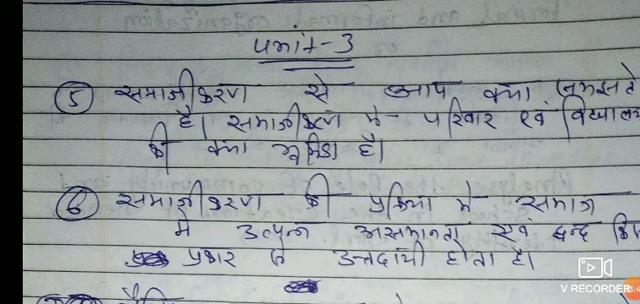 Unit-3
⑤ समाजीकरण से आप क्या समझते
है। समाजीकरण मे परिवार एवं विद्यालय
की क्या भूमिका है।
⑥ समाजीकरण की प्रक्रिया मे समाज
मे उत्पन्न असमानता एवं द्वन्द किस
प्रकार से उत्तरदायी होता है।
V RECORDER